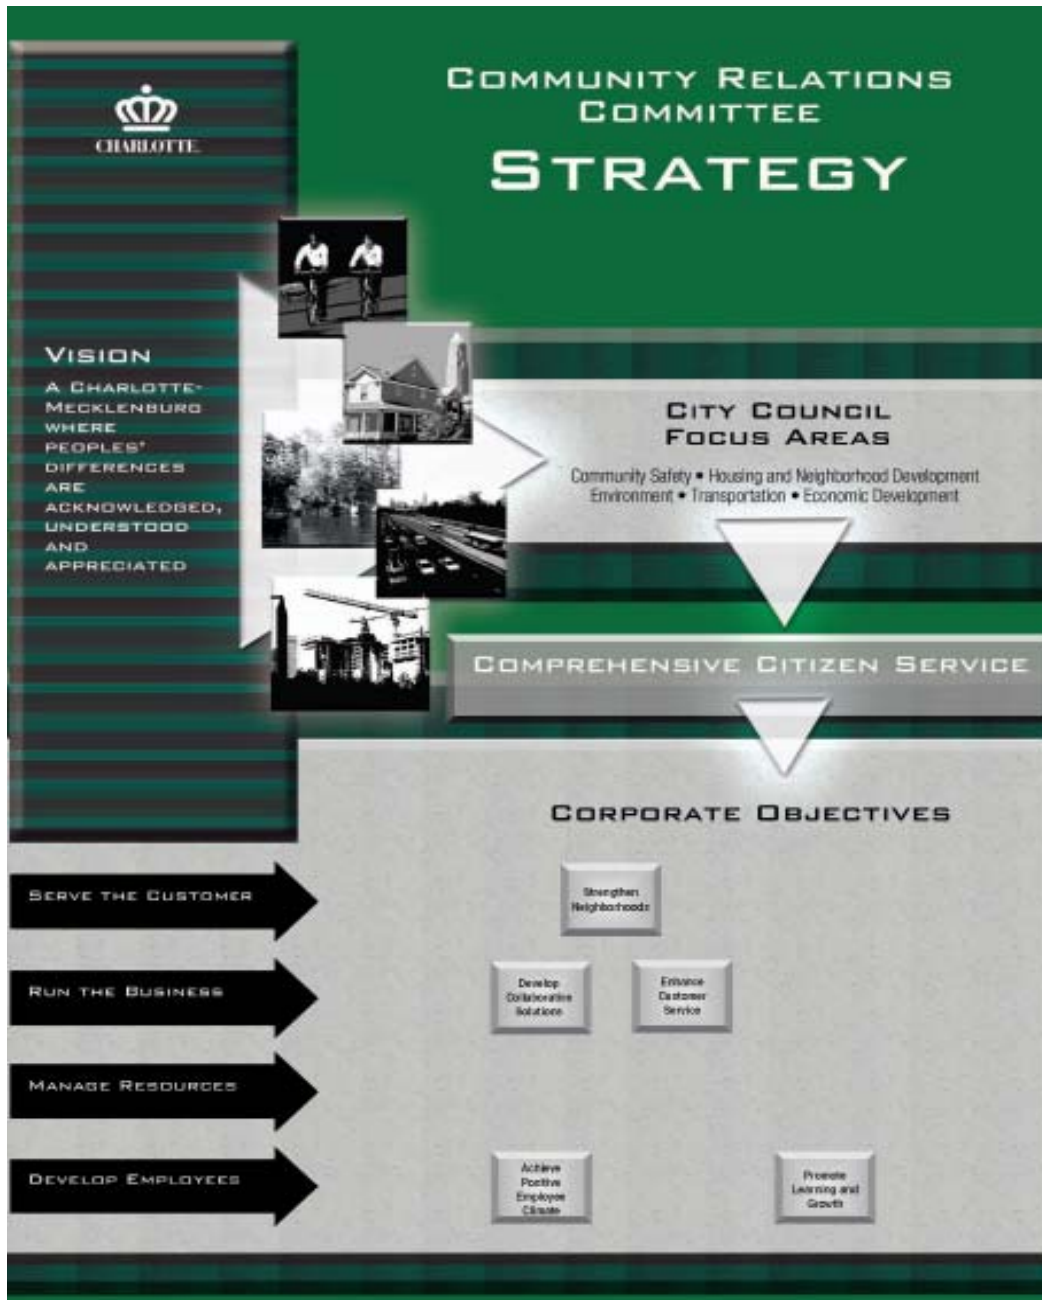 CHARLOTTE.
COMMUNITY RELATIONS
COMMITTEE
STRATEGY
VISION
A CHARLOTTE-
MECKLENBURG
WHERE
PEOPLES'
DIFFERENCES
ARE
ACKNOWLEDGED,
UNDERSTOOD
AND
APPRECIATED
CITY COUNCIL
FOCUS AREAS
Community Safety • Housing and Neighborhood Development
Environment • Transportation • Economic Development
COMPREHENSIVE CITIZEN SERVICE
CORPORATE OBJECTIVES
SERVE THE CUSTOMER
Strengthen
Neighborhoods
RUN THE BUSINESS
Develop
Collaborative
Solutions
Enhance
Customer
Service
MANAGE RESOURCES
DEVELOP EMPLOYEES
Achieve
Positive
Employee
Climate
Promote
Learning and
Growth